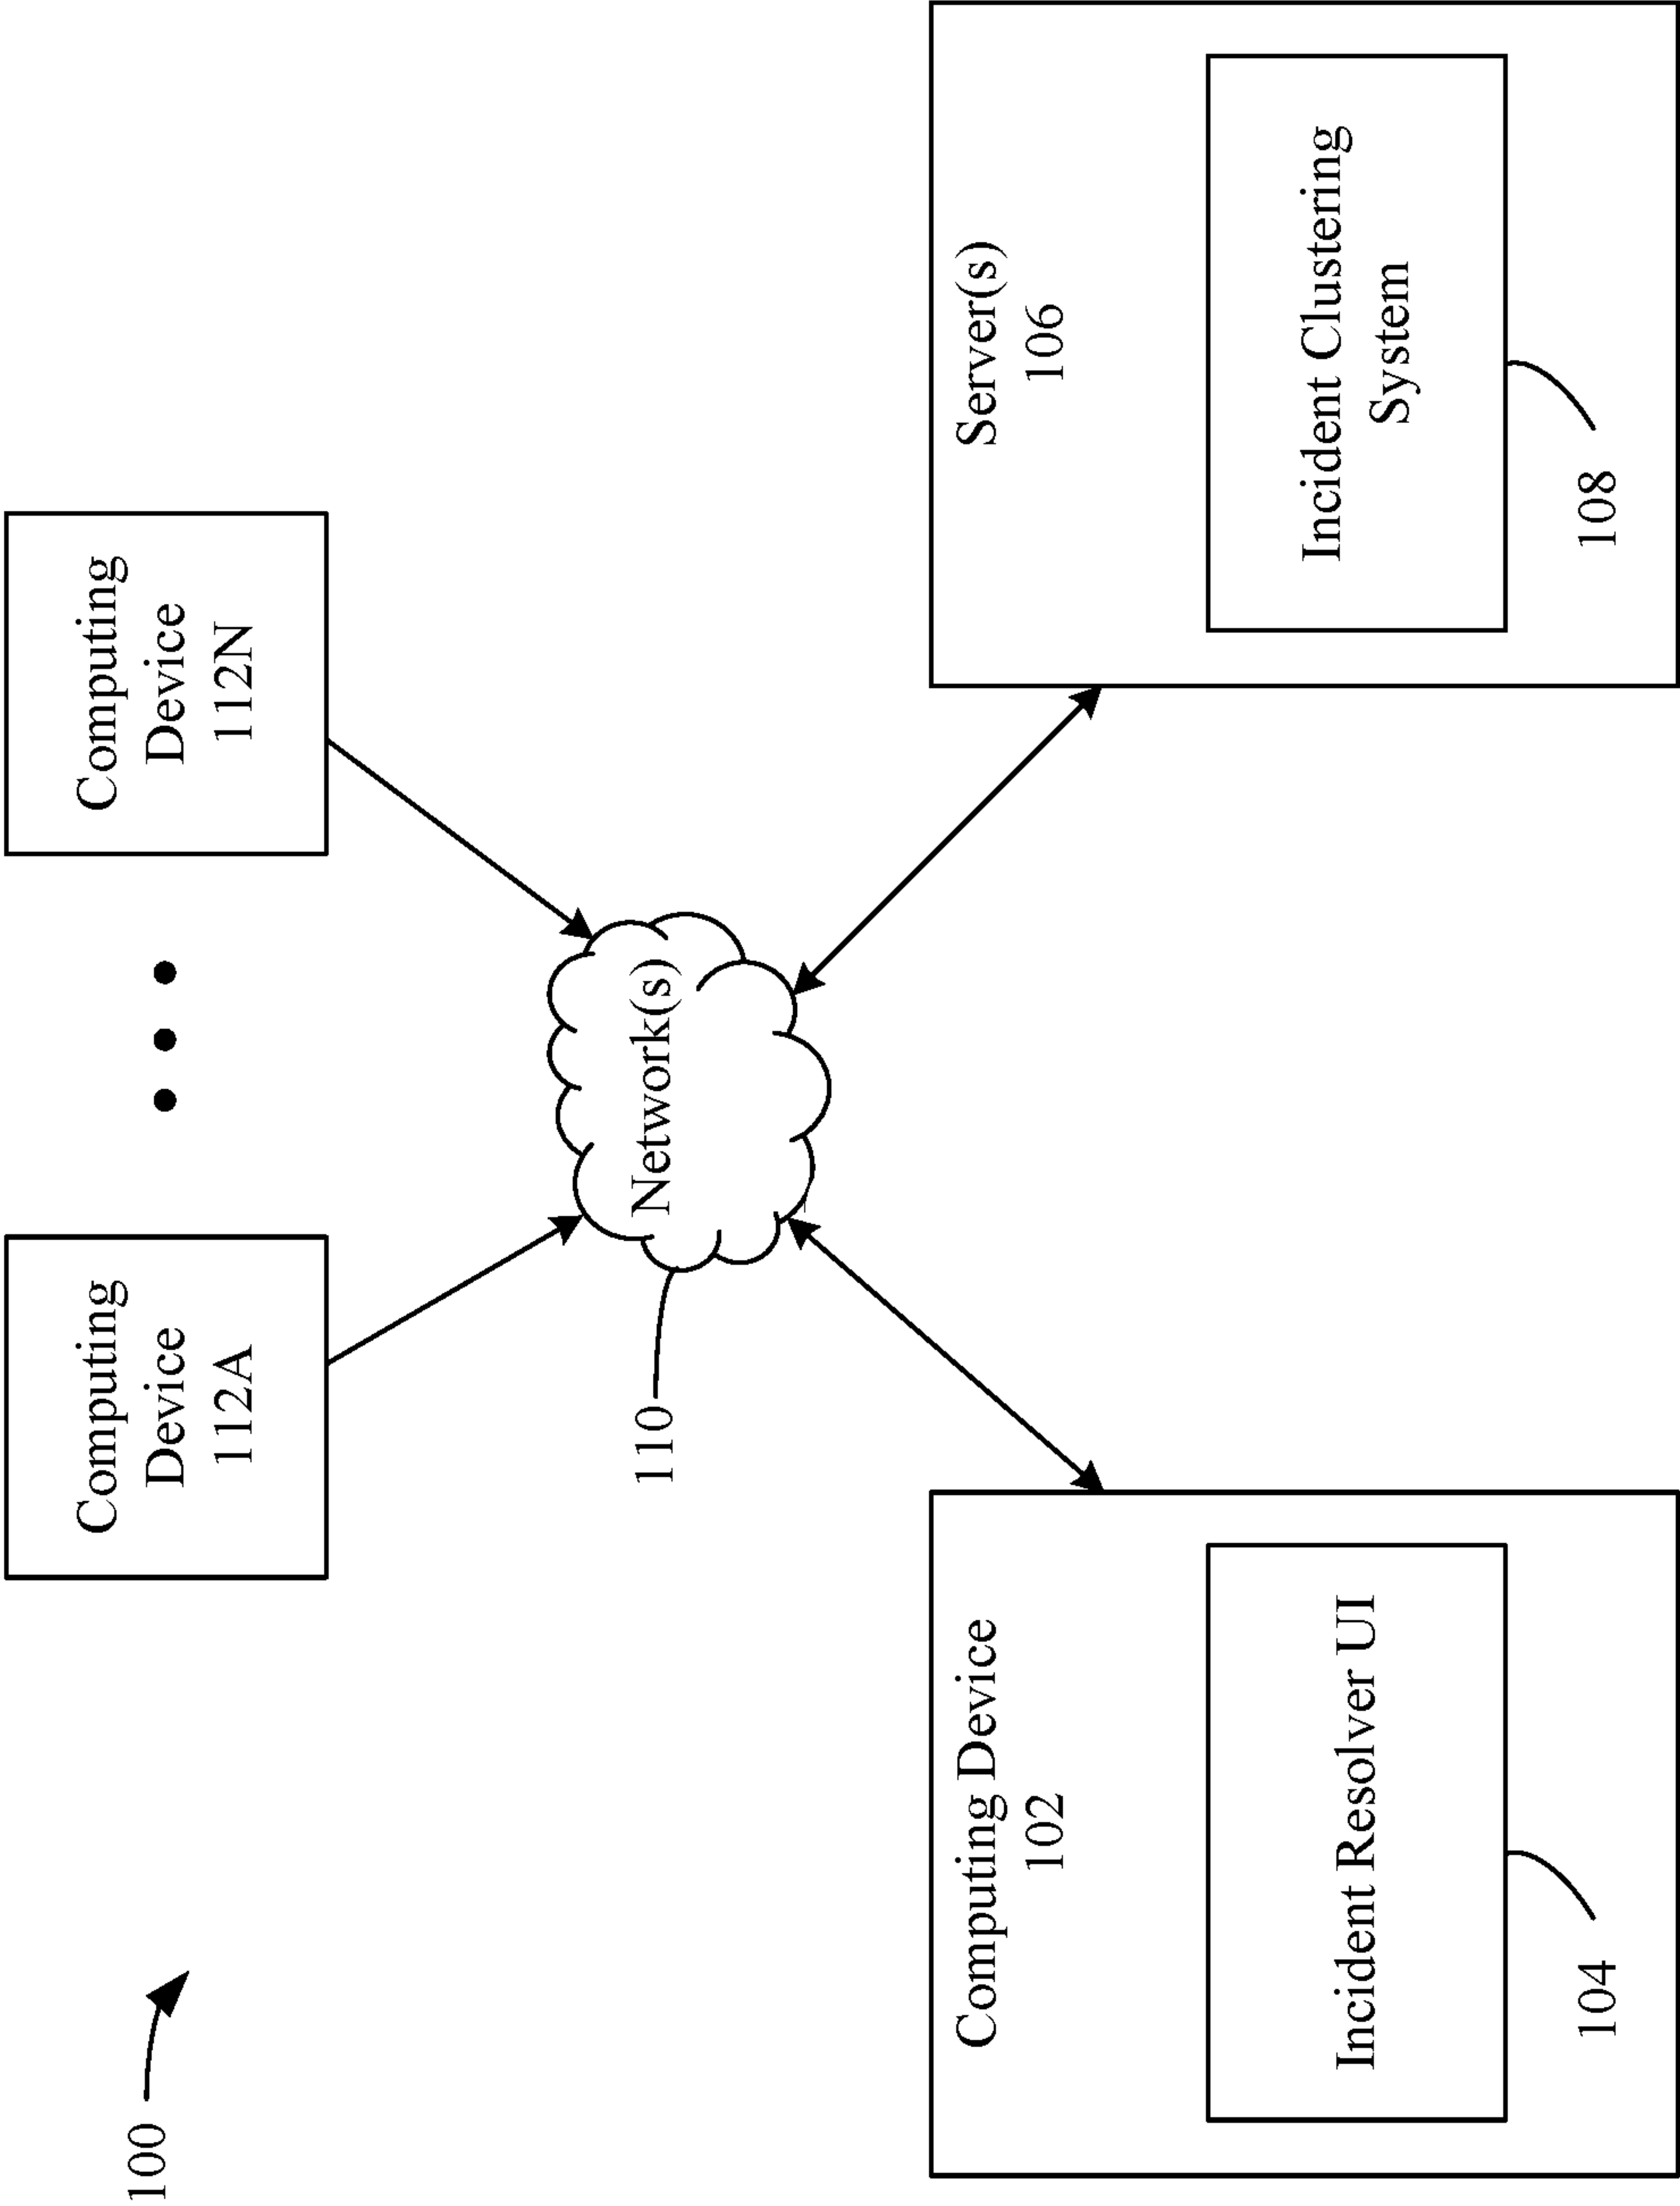 100
Computing
Device
112A
Computing
Device
112N
Network(s)
110
Computing Device
102
Incident Resolver UI
104
Server(s)
106
Incident Clustering
System
108